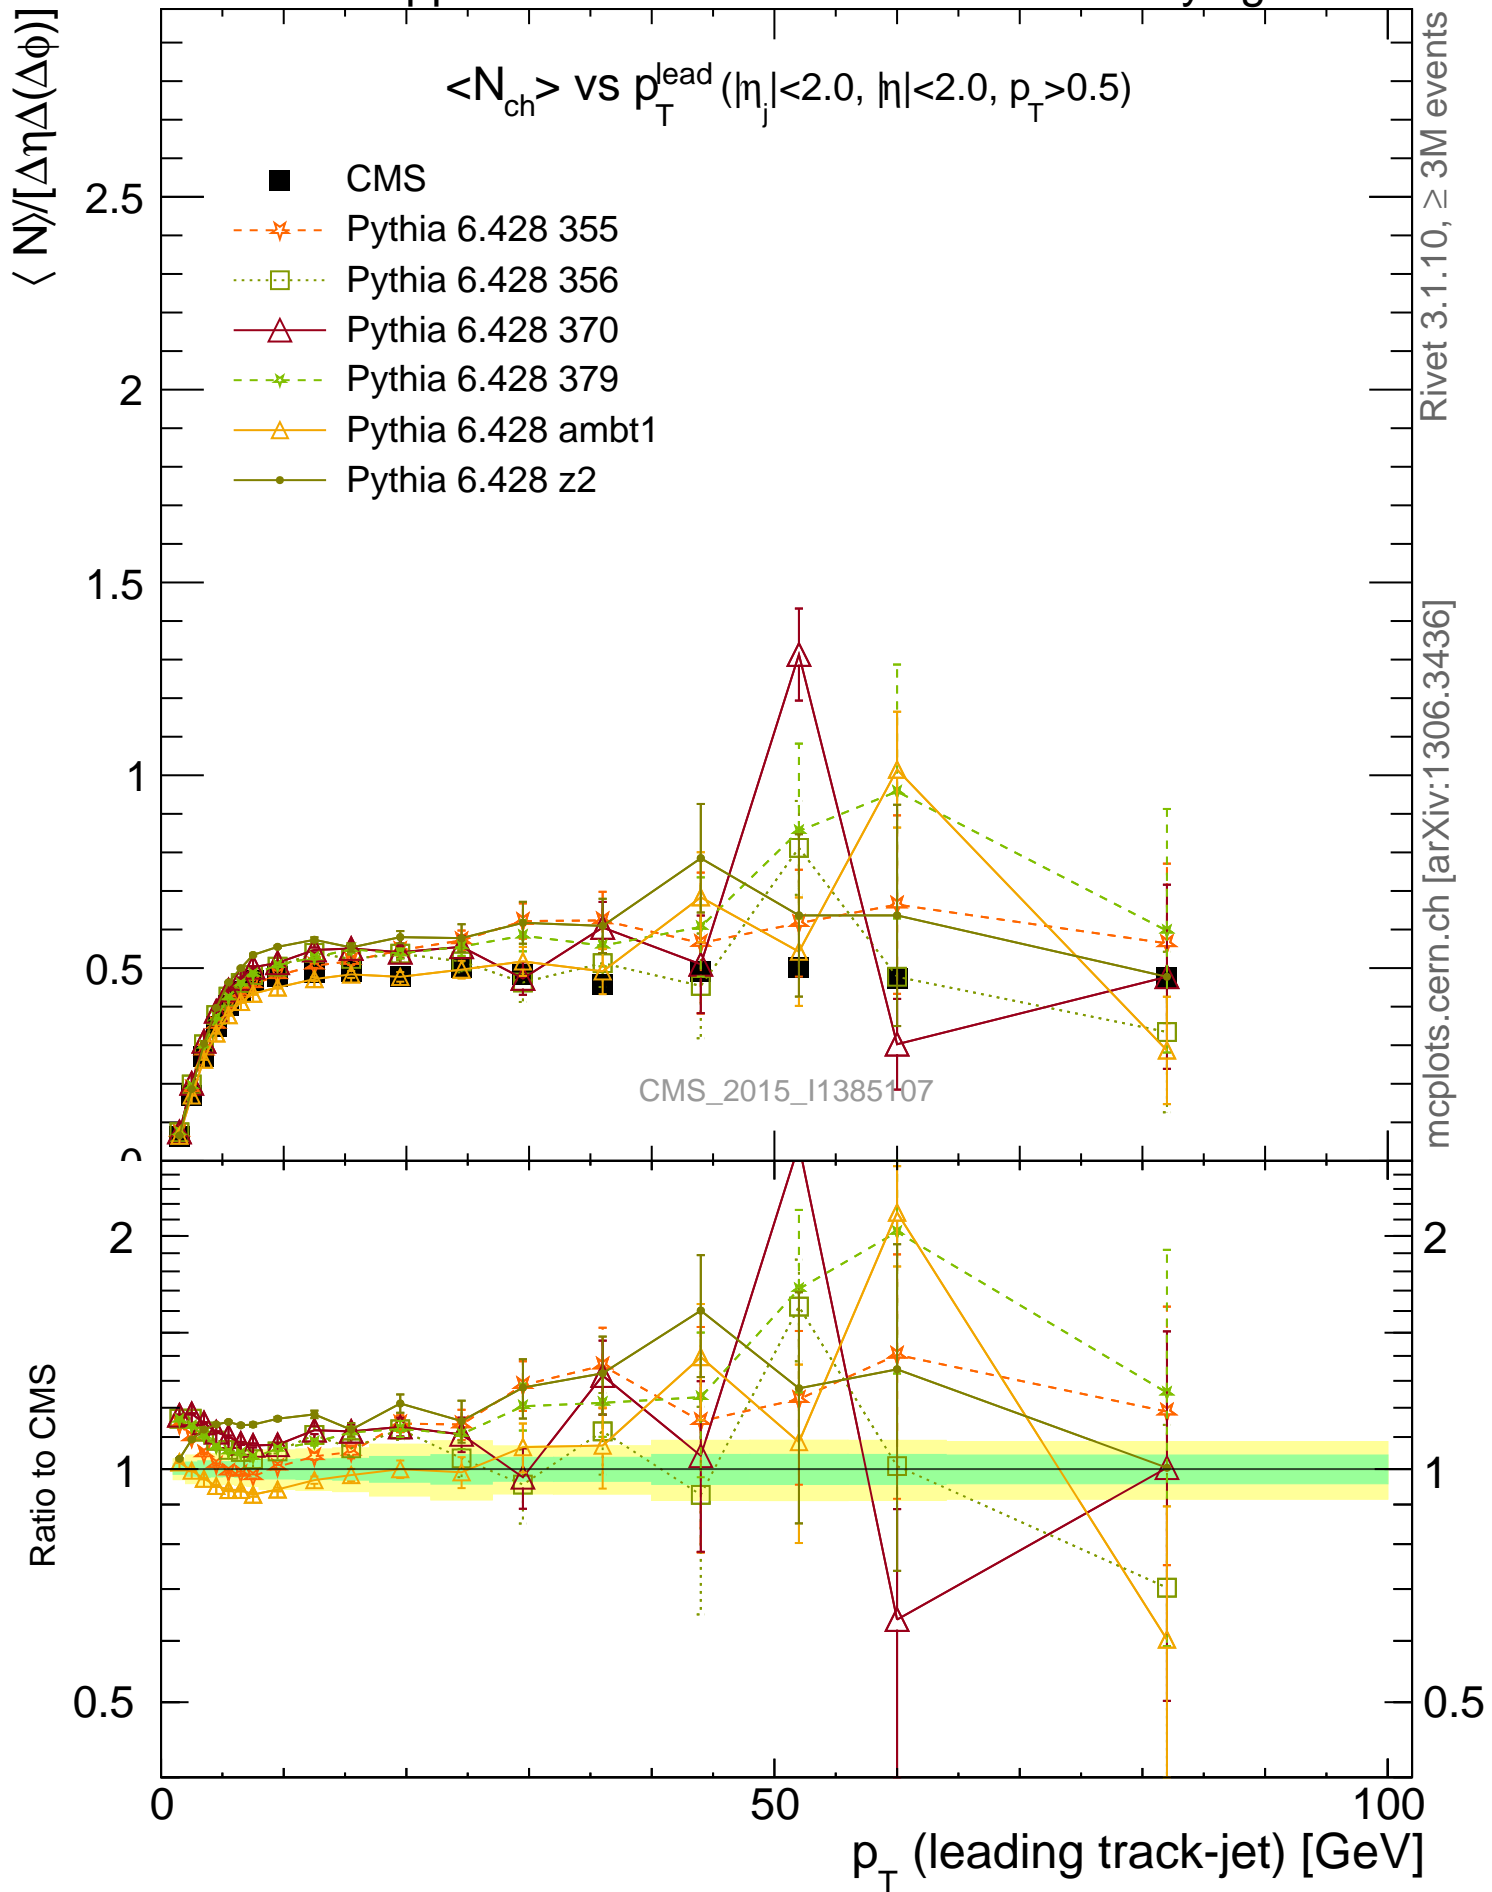 <N_ch> vs p_T^lead (|η_j|<2.0, |η|<2.0, p_T>0.5)
⟨ N⟩/[ΔηΔ(Δϕ)]
CMS
Pythia 6.428 355
Pythia 6.428 356
Pythia 6.428 370
Pythia 6.428 379
Pythia 6.428 ambt1
Pythia 6.428 z2
2.5
2
1.5
1
0.5
0
CMS_2015_I1385107
Rivet 3.1.10, ≥ 3M events
mcplots.cern.ch [arXiv:1306.3436]
Ratio to CMS
2
1
0.5
2
1
0.5
0
50
100
p_T (leading track-jet) [GeV]